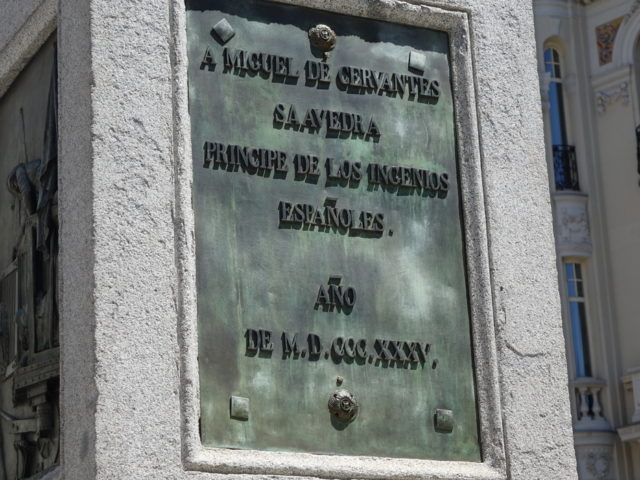 A MIGUEL DE CERVANTES
SAAVEDRA
PRINCIPE DE LOS INGENIOS
ESPAÑOLES.
AÑO
DE M.D.CCC.XXXV.